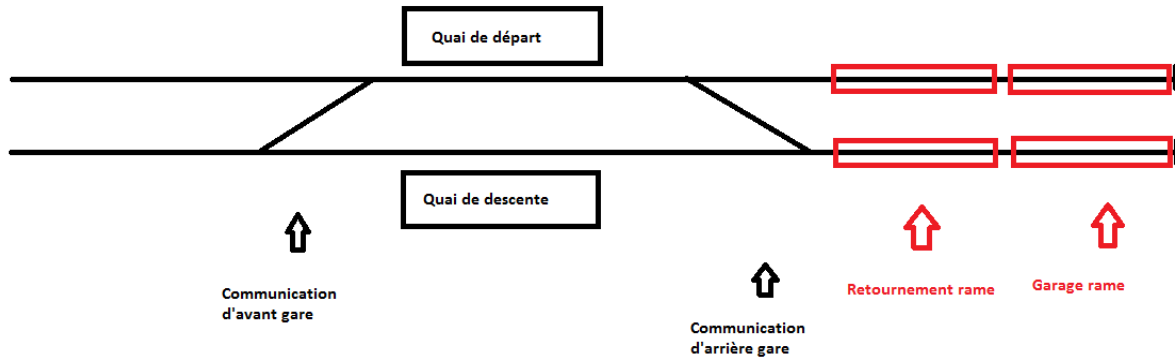 Quai de départ
Quai de descente
Communication
d'avant gare
Communication
d'arrière gare
Retournement rame
Garage rame